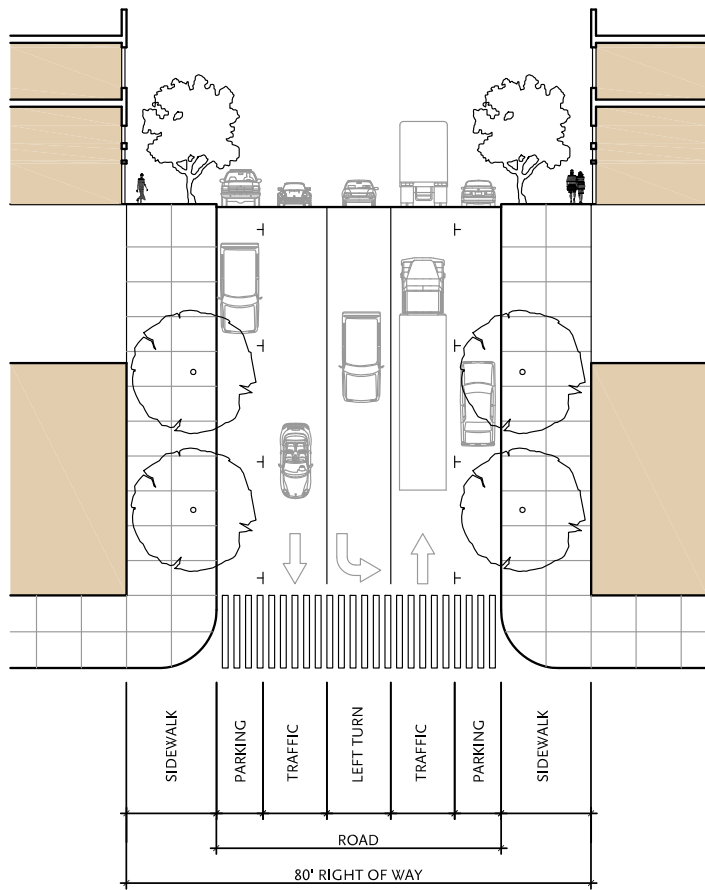 SIDEWALK
PARKING
TRAFFIC
LEFT TURN
TRAFFIC
PARKING
SIDEWALK
ROAD
80' RIGHT OF WAY